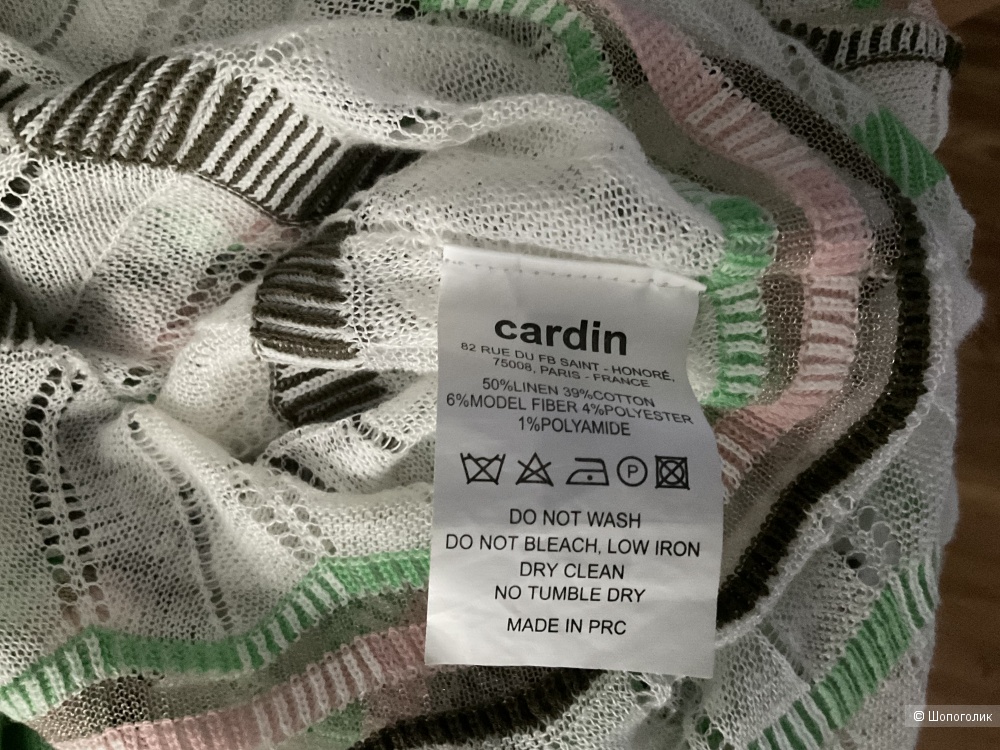 cardin
82 RUE DU FB SAINT - HONORÉ,
75008, PARIS - FRANCE
50%LINEN 39%COTTON
6%MODEL FIBER 4%POLYESTER
1%POLYAMIDE
P
DO NOT WASH
DO NOT BLEACH, LOW IRON
DRY CLEAN
NO TUMBLE DRY
MADE IN PRC
© Шопоголик